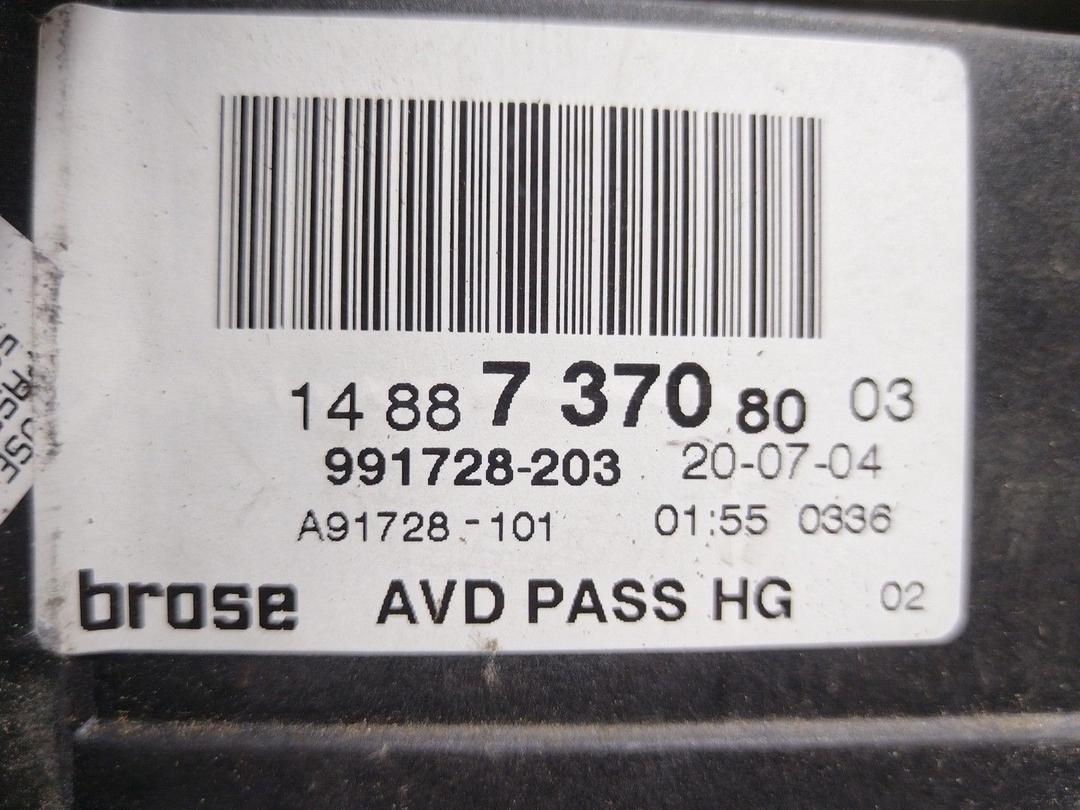 14 88 7 370 80 03
991728-203 20-07-04
A91728-101 01:55 0336
brose AVD PASS HG 02